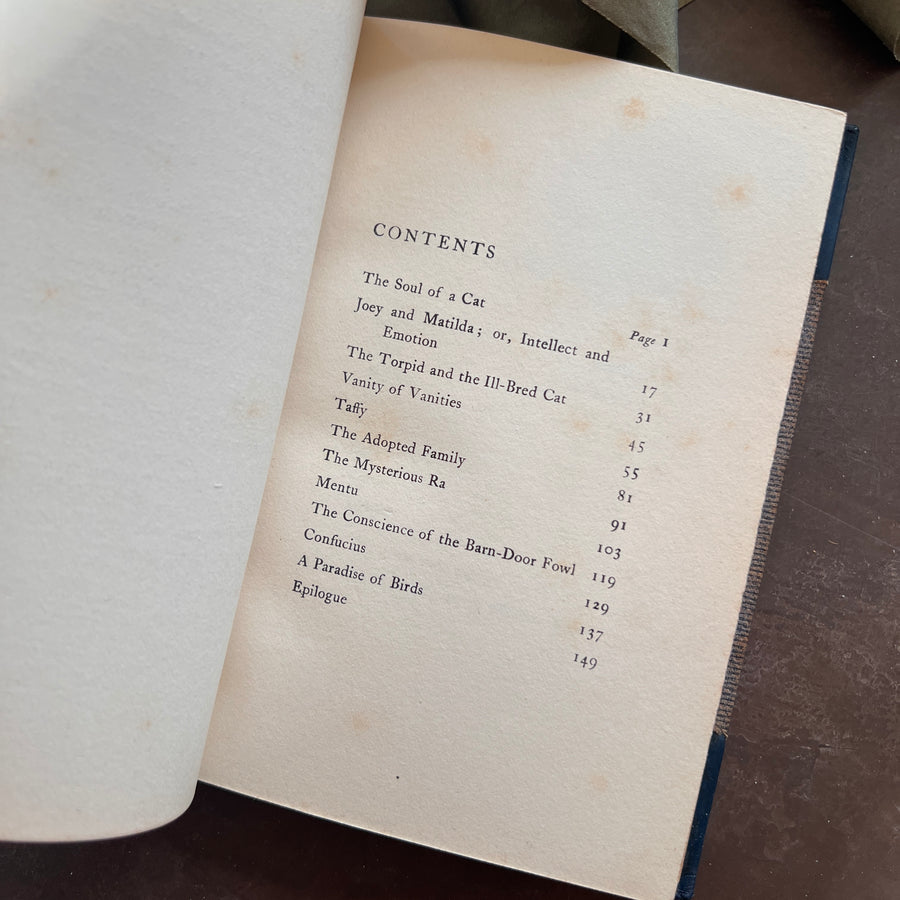 CONTENTS
The Soul of a Cat Page 1
Joey and Matilda; or, Intellect and
Emotion 17
The Torpid and the Ill-Bred Cat 31
Vanity of Vanities 45
Taffy 55
The Adopted Family 81
The Mysterious Ra 91
Mentu 103
The Conscience of the Barn-Door Fowl 119
Confucius 129
A Paradise of Birds 137
Epilogue 149